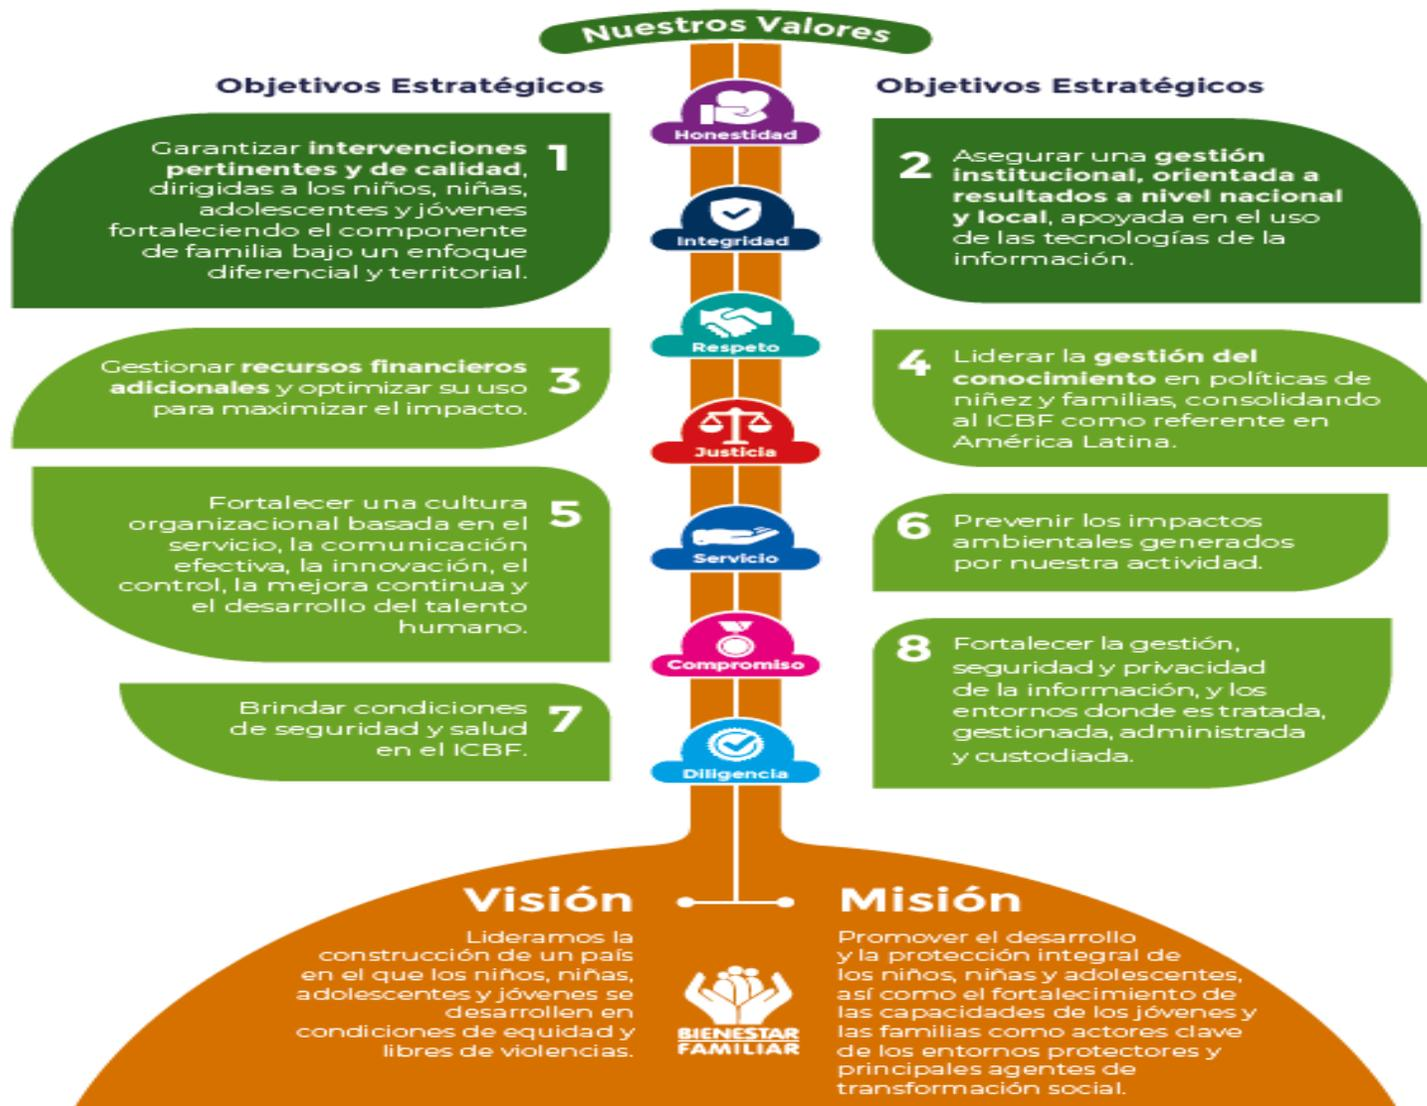 Nuestros Valores
Objetivos Estratégicos
Objetivos Estratégicos
Honestidad
1
Garantizar intervenciones
pertinentes y de calidad,
dirigidas a los niños, niñas,
adolescentes y jóvenes
fortaleciendo el componente
de familia bajo un enfoque
diferencial y territorial.
2
Asegurar una gestión
institucional, orientada a
resultados a nivel nacional
y local, apoyada en el uso
de las tecnologías de la
información.
Integridad
Respeto
3
Gestionar recursos financieros
adicionales y optimizar su uso
para maximizar el impacto.
4
Liderar la gestión del
conocimiento en políticas de
niñez y familias, consolidando
al ICBF como referente en
América Latina.
Justicia
5
Fortalecer una cultura
organizacional basada en el
servicio, la comunicación
efectiva, la innovación, el
control, la mejora continua y
el desarrollo del talento
humano.
6
Prevenir los impactos
ambientales generados
por nuestra actividad.
Servicio
Compromiso
7
Brindar condiciones
de seguridad y salud
en el ICBF.
8
Fortalecer la gestión,
seguridad y privacidad
de la información, y los
entornos donde es tratada,
gestionada, administrada
y custodiada.
Diligencia
Visión
Lideramos la
construcción de un país
en el que los niños, niñas,
adolescentes y jóvenes se
desarrollen en
condiciones de equidad y
libres de violencias.
BIENESTAR
FAMILIAR
Misión
Promover el desarrollo
y la protección integral de
los niños, niñas y adolescentes,
así como el fortalecimiento de
las capacidades de los jóvenes y
las familias como actores clave
de los entornos protectores y
principales agentes de
transformación social.